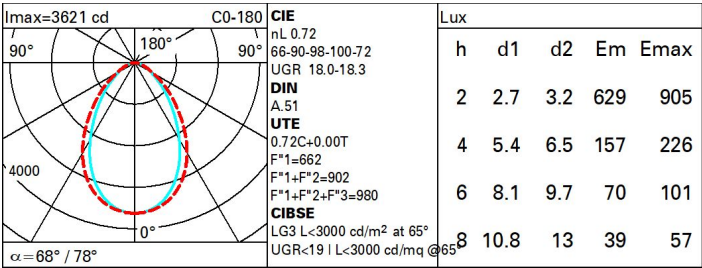 Imax=3621 cd C0-180
90° 180° 90°
4000
0°
α=68° / 78°
CIE
nL 0.72
66-90-98-100-72
UGR 18.0-18.3
DIN
A.51
UTE
0.72C+0.00T
F"1=662
F"1+F"2=902
F"1+F"2+F"3=980
CIBSE
LG3 L<3000 cd/m² at 65°
UGR<19 | L<3000 cd/mq @65°
Lux
h d1 d2 Em Emax
2 2.7 3.2 629 905
4 5.4 6.5 157 226
6 8.1 9.7 70 101
8 10.8 13 39 57